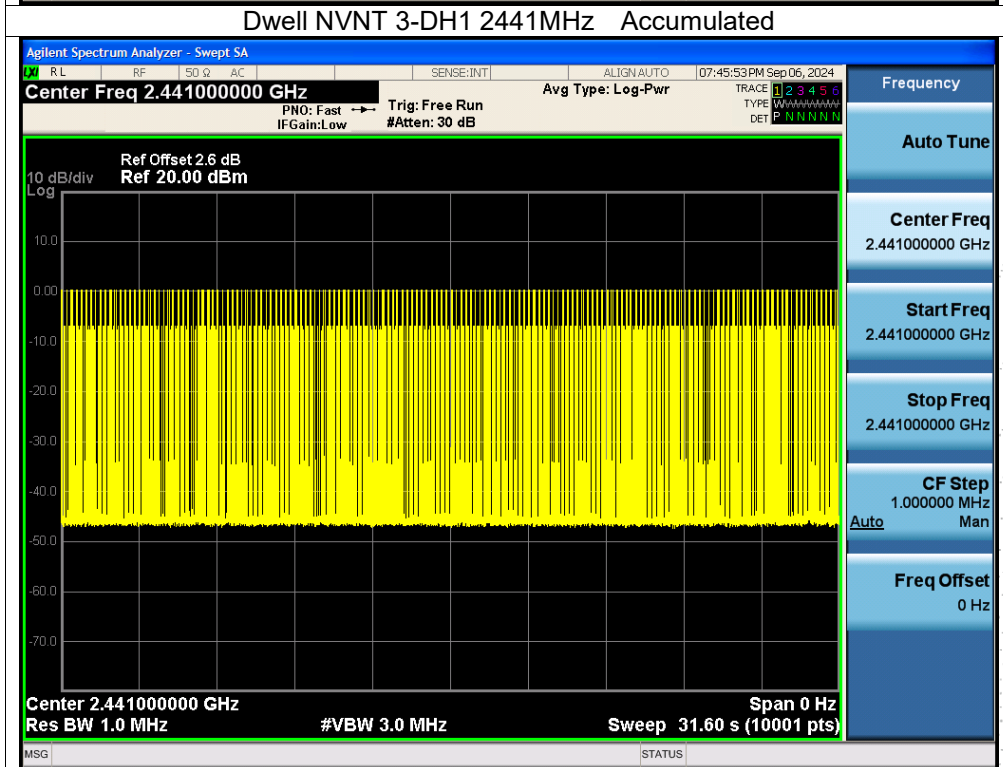 Dwell NVNT 3-DH1 2441MHz Accumulated
Agilent Spectrum Analyzer - Swept SA
LXI RL RF 50 Ω AC SENSE:INT ALIGN AUTO 07:45:53 PM Sep 06, 2024
Center Freq 2.441000000 GHz
PNO: Fast
IFGain:Low
Trig: Free Run
#Atten: 30 dB
Avg Type: Log-Pwr
TRACE 1 2 3 4 5 6
TYPE WWWWWW
DET P N N N N N
Frequency
Auto Tune
Center Freq
2.441000000 GHz
Start Freq
2.441000000 GHz
Stop Freq
2.441000000 GHz
CF Step
1.000000 MHz
Auto Man
Freq Offset
0 Hz
Ref Offset 2.6 dB
10 dB/div Ref 20.00 dBm
Log
10.0
0.00
-10.0
-20.0
-30.0
-40.0
-50.0
-60.0
-70.0
Center 2.441000000 GHz Span 0 Hz
Res BW 1.0 MHz #VBW 3.0 MHz Sweep 31.60 s (10001 pts)
MSG STATUS